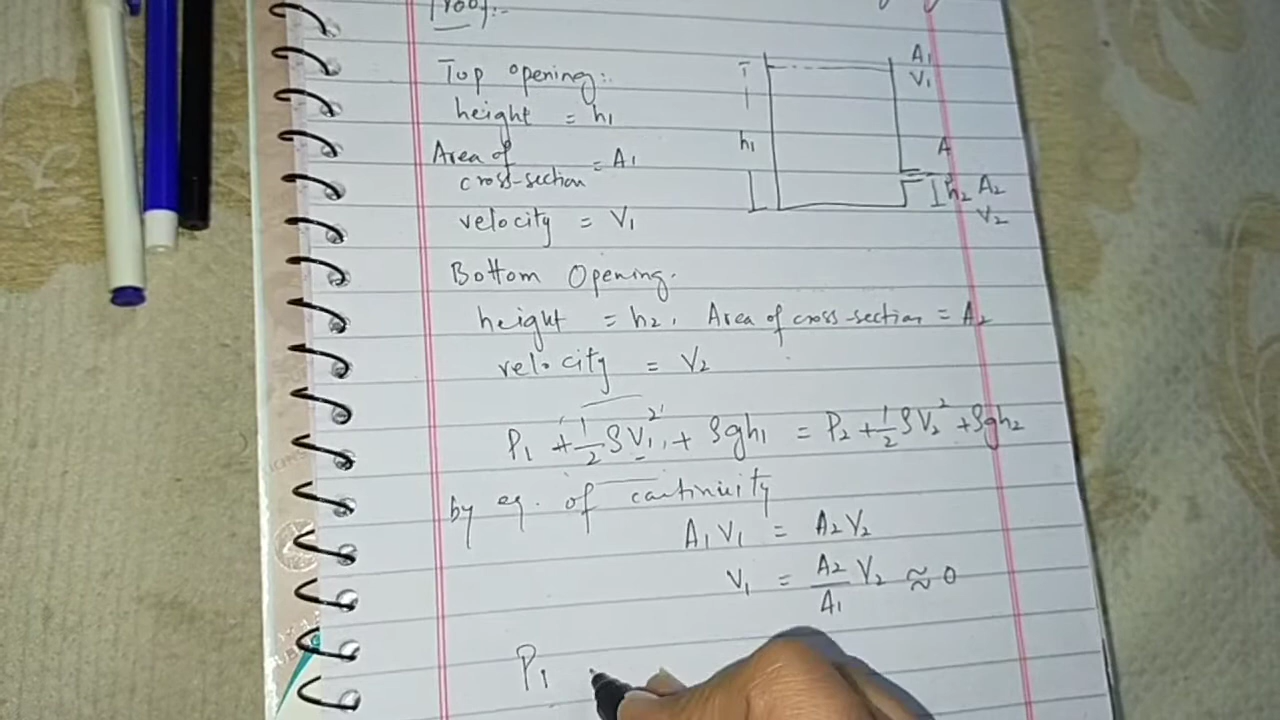 Proof:-
Top opening:
height = h₁
Area of cross-section = A₁
velocity = V₁
A₁
V₁
h₁
A
h₂ A₂
V₂
Bottom Opening.
height = h₂, Area of cross-section = A₂
velocity = V₂
P₁ + 1/2 ρV₁² + ρgh₁ = P₂ + 1/2 ρV₂² + ρgh₂
by eq. of continuity
A₁V₁ = A₂V₂
V₁ = A₂/A₁ V₂ ≈ 0
P₁